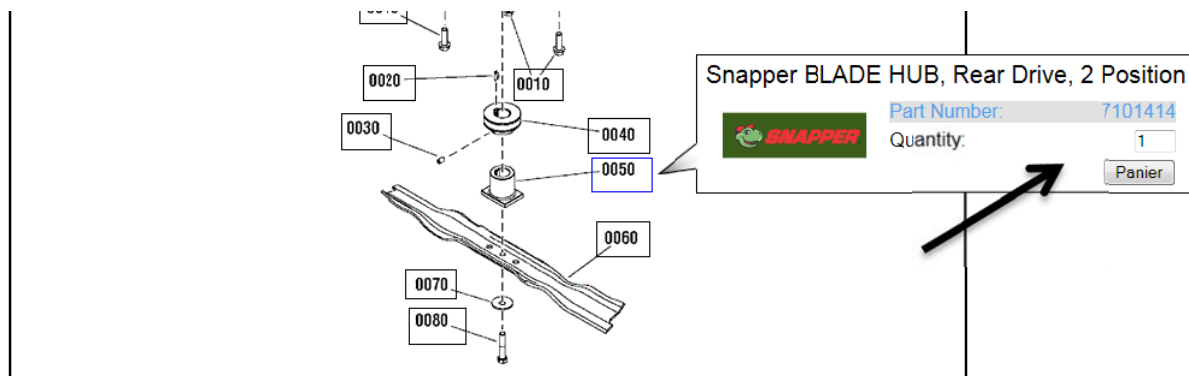 0020
0010
0030
0040
0050
0060
0070
0080
Snapper BLADE HUB, Rear Drive, 2 Position
SNAPPER
Part Number: 7101414
Quantity: 1
Panier